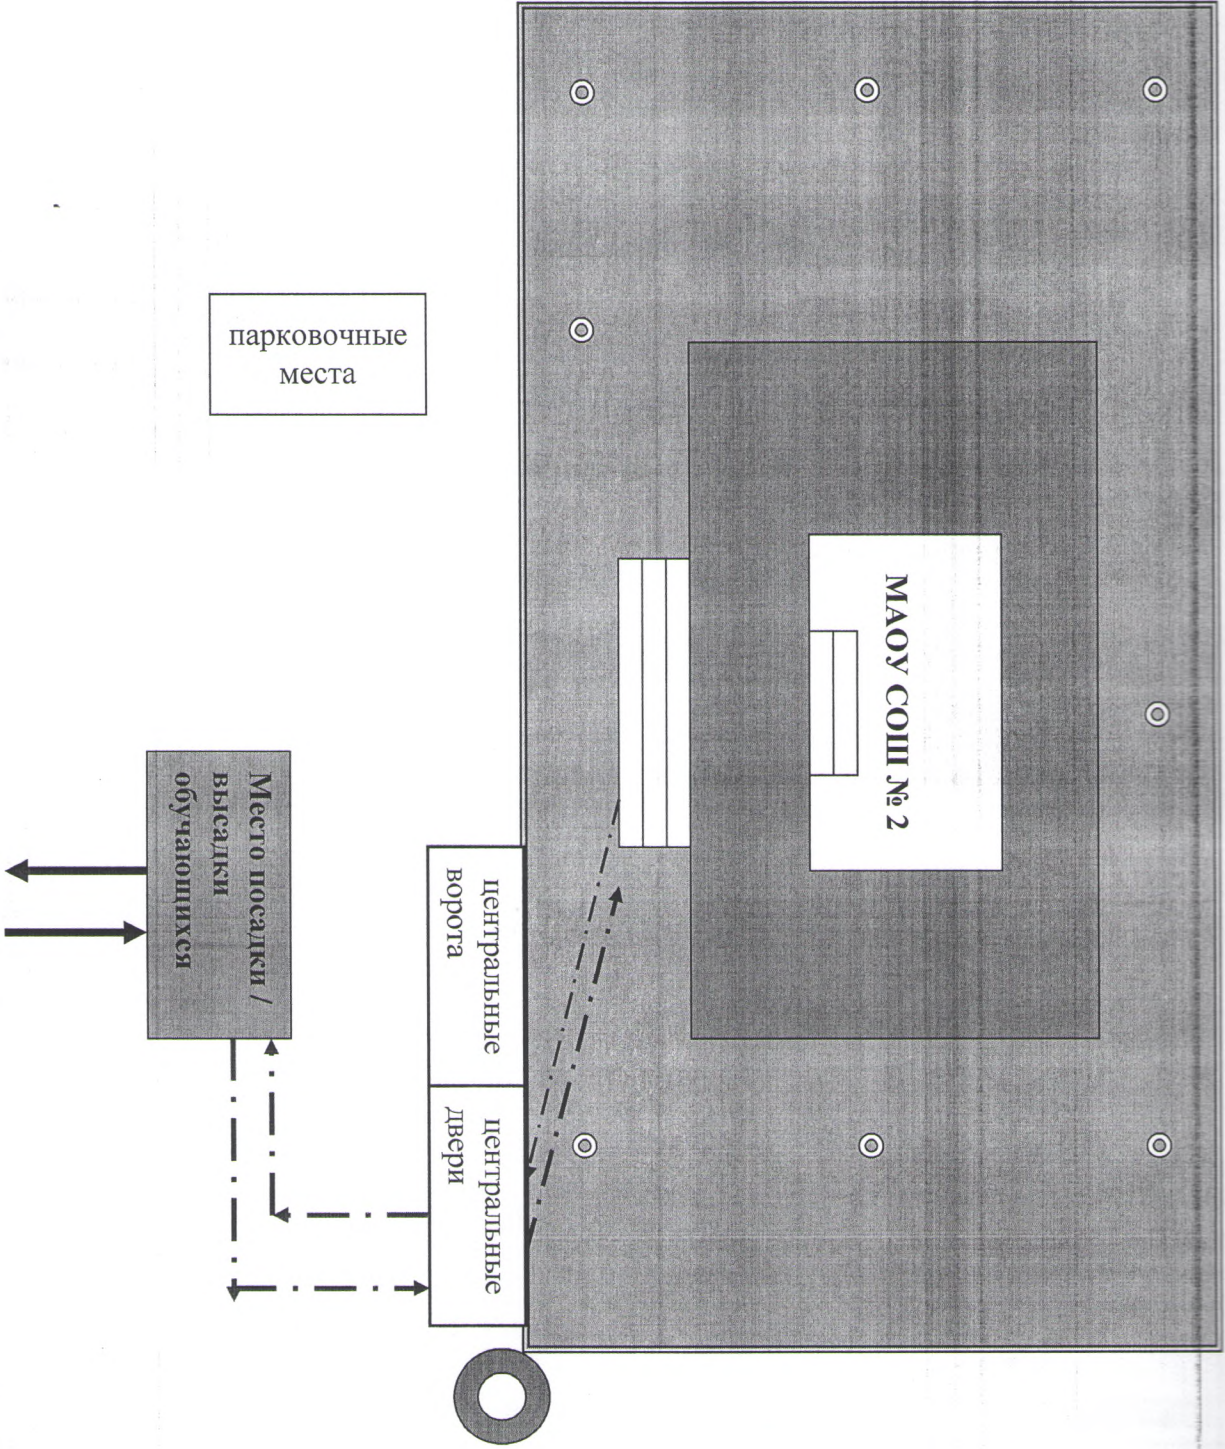 парковочные
места
МАОУ СОШ № 2
центральные
ворота
центральные
двери
Место посадки /
высадки
обучающихся